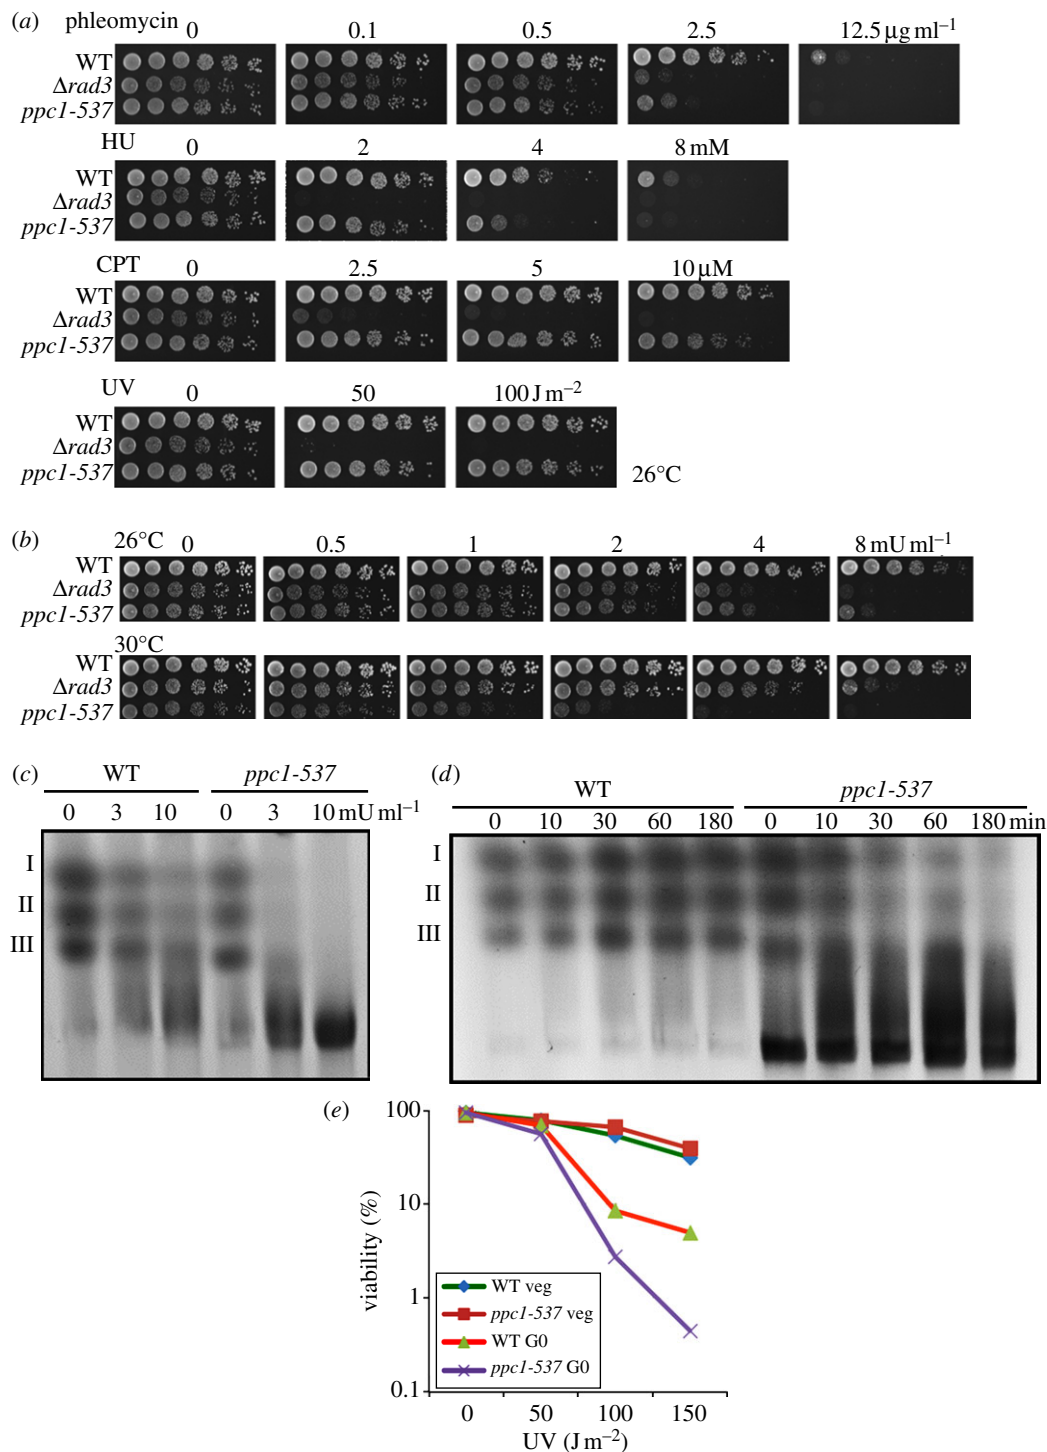 (a) phleomycin 0 0.1 0.5 2.5 12.5 µg ml⁻¹
WT
Δrad3
ppc1-537
HU 0 2 4 8 mM
WT
Δrad3
ppc1-537
CPT 0 2.5 5 10 µM
WT
Δrad3
ppc1-537
UV 0 50 100 J m⁻²
WT
Δrad3
ppc1-537
26°C
(b) 26°C 0 0.5 1 2 4 8 mU ml⁻¹
WT
Δrad3
ppc1-537
30°C
WT
Δrad3
ppc1-537
(c) WT ppc1-537
0 3 10 0 3 10 mU ml⁻¹
I
II
III
(d) WT ppc1-537
0 10 30 60 180 0 10 30 60 180 min
I
II
III
(e)
100
10
1
0.1
viability (%)
WT veg
ppc1-537 veg
WT G0
ppc1-537 G0
0 50 100 150
UV (J m⁻²)